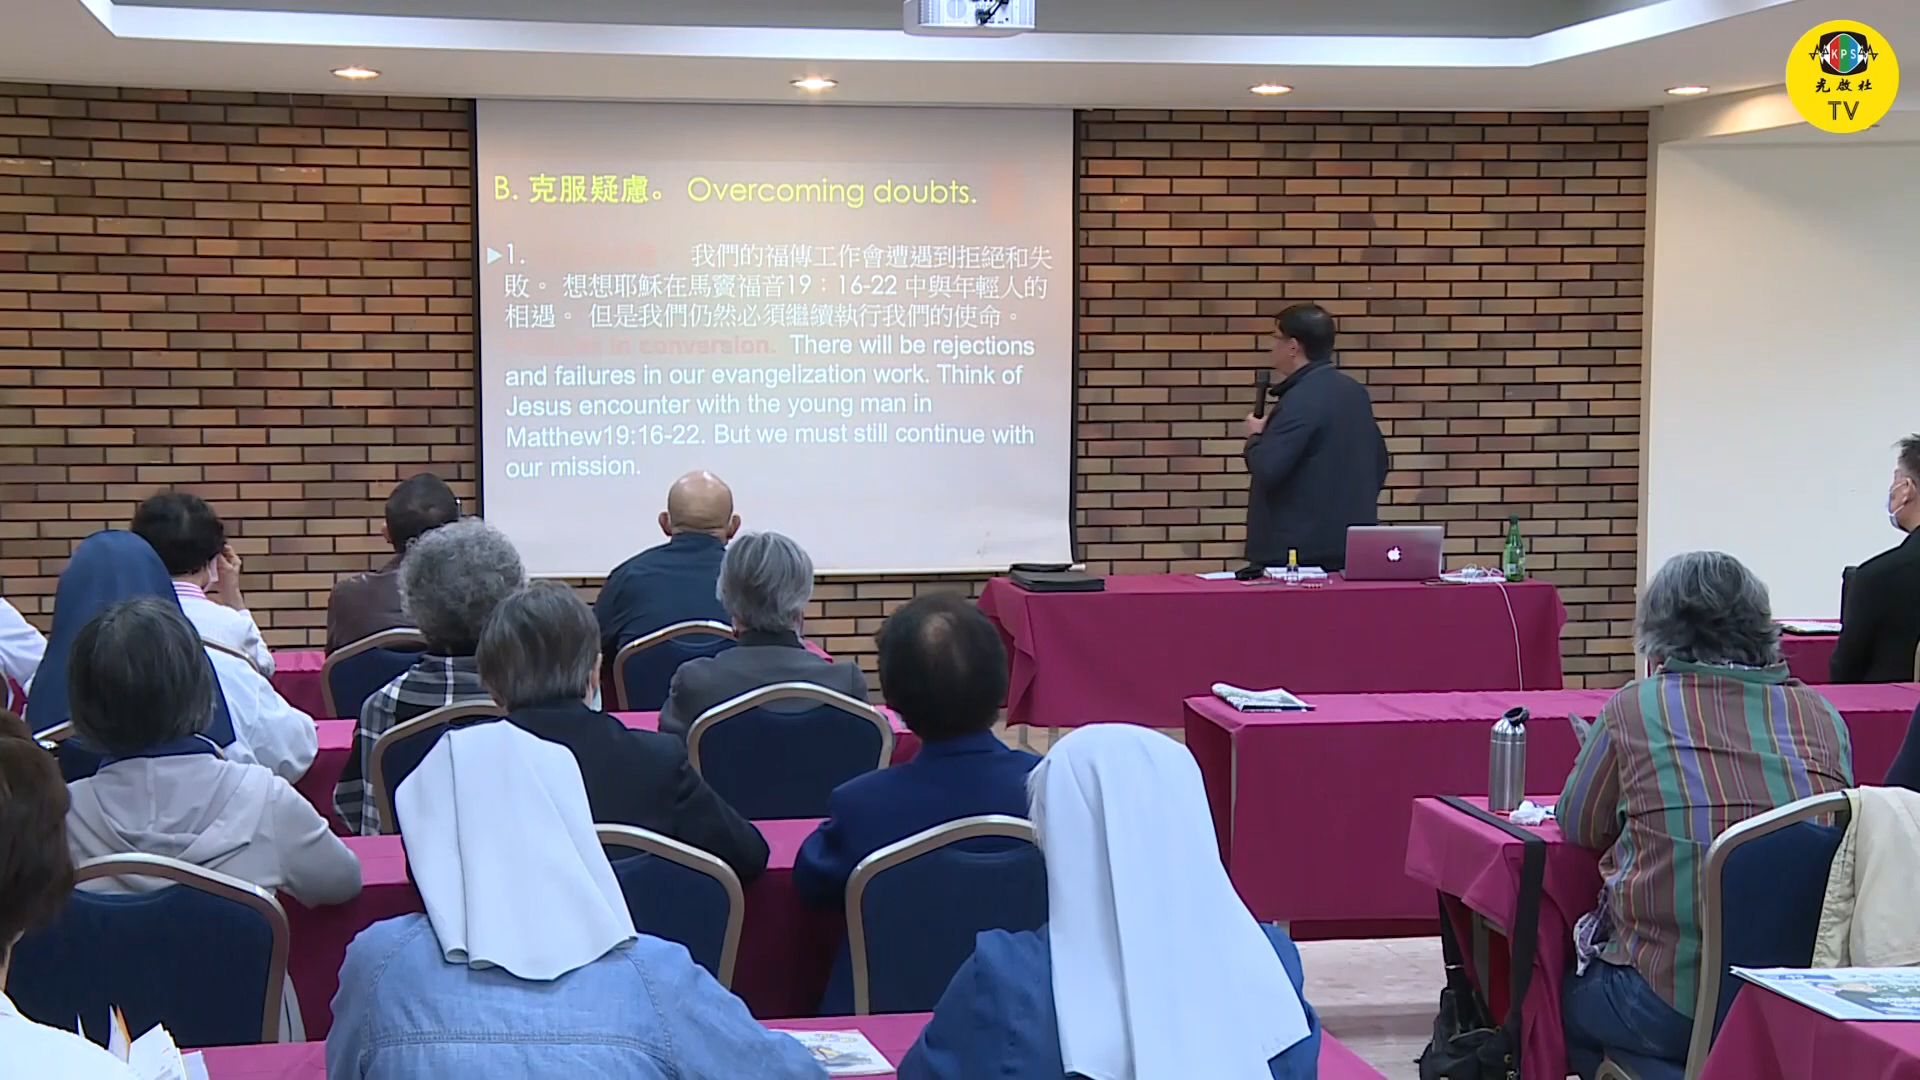 B. 克服疑慮。 Overcoming doubts.
1. 我們的福傳工作會遭遇到拒絕和失
敗。 想想耶穌在馬竇福音19：16-22 中與年輕人的
相遇。 但是我們仍然必須繼續執行我們的使命。
in conversion. There will be rejections
and failures in our evangelization work. Think of
Jesus encounter with the young man in
Matthew19:16-22. But we must still continue with
our mission.
KPS
光啟社
TV